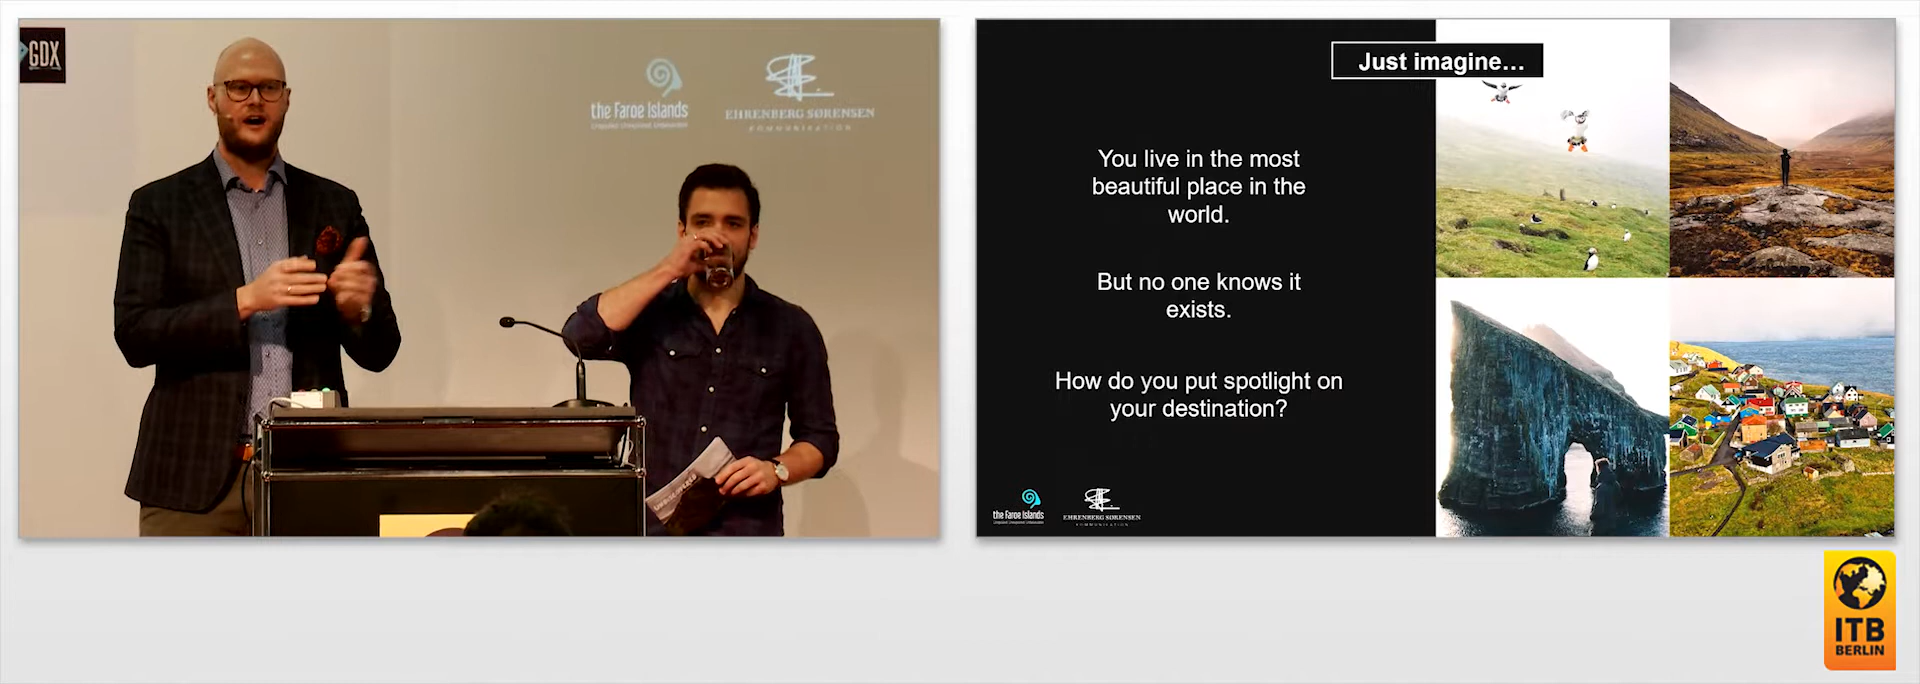 GDX
the Faroe Islands
EHRENBERG SØRENSEN
KOMMUNIKATION
Just imagine...
You live in the most
beautiful place in the
world.
But no one knows it
exists.
How do you put spotlight on
your destination?
the Faroe Islands
EHRENBERG SØRENSEN
KOMMUNIKATION
ITB
BERLIN